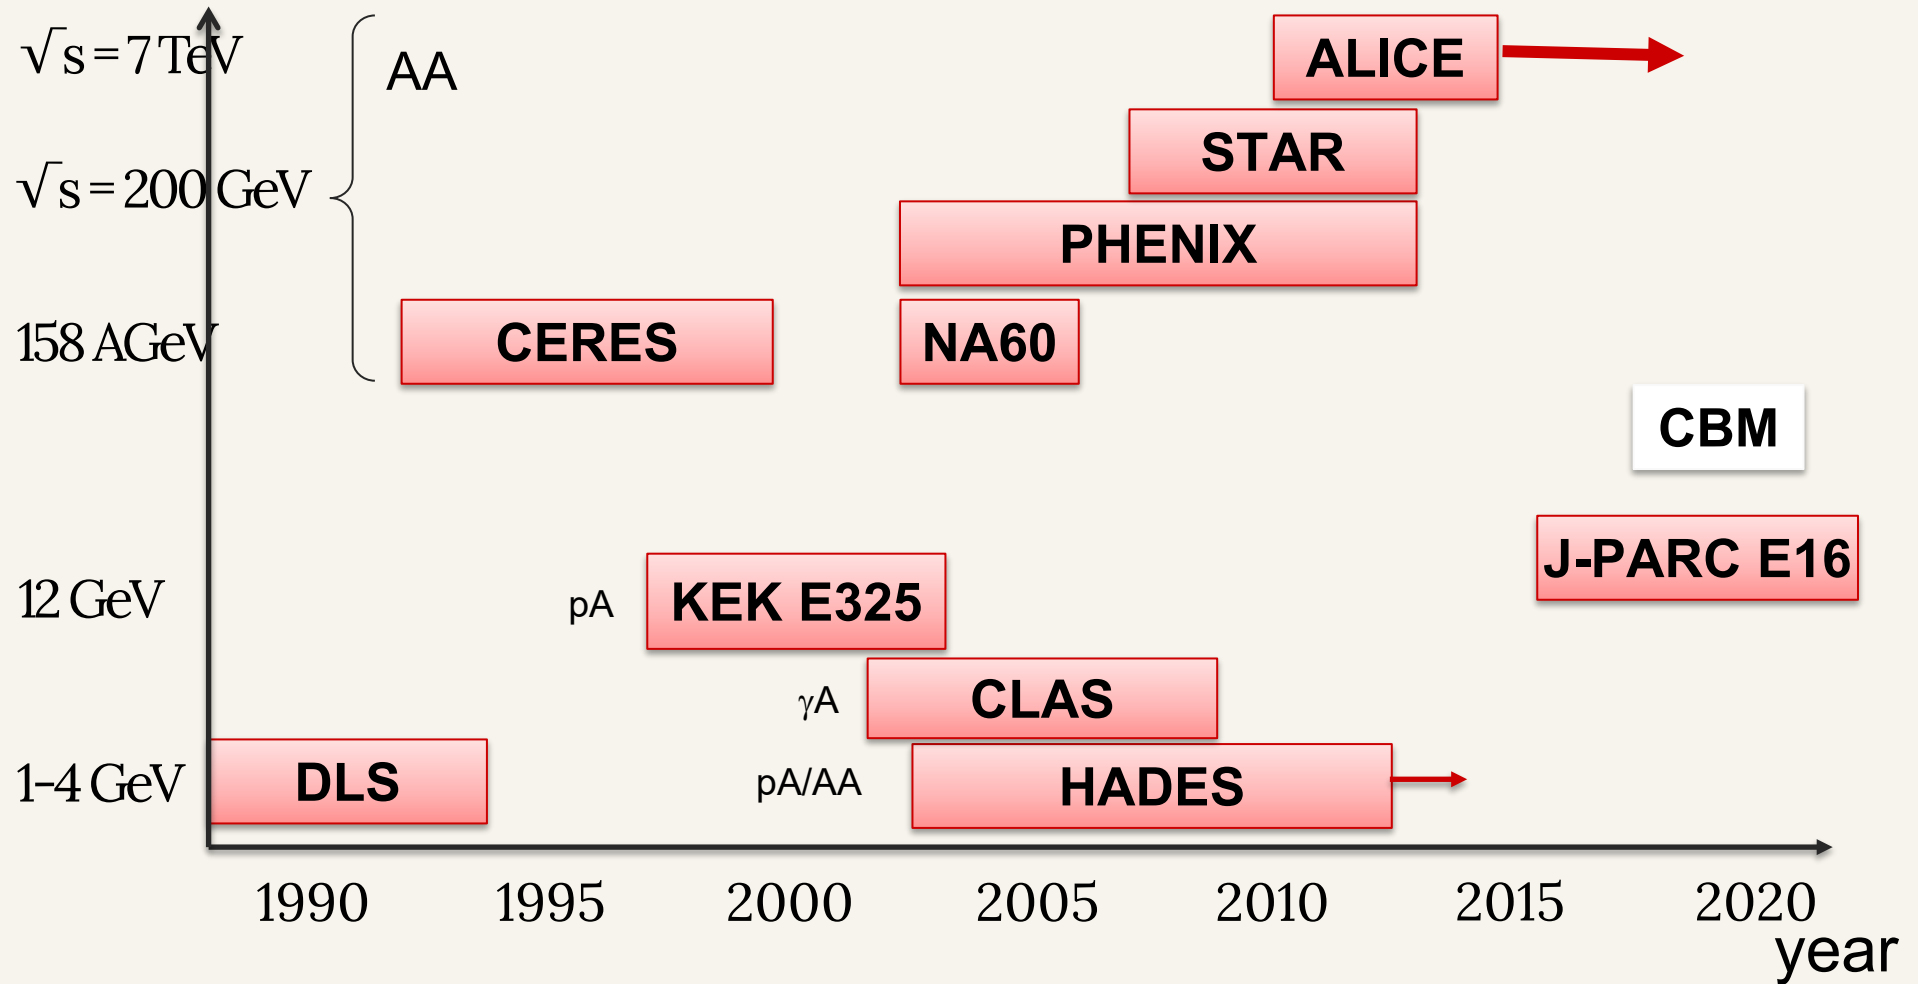 √s = 7 TeV
AA
ALICE
STAR
√s = 200 GeV
PHENIX
158 AGeV
CERES
NA60
CBM
J-PARC E16
12 GeV
pA
KEK E325
γA
CLAS
1–4 GeV
DLS
pA/AA
HADES
1990 1995 2000 2005 2010 2015 2020
year